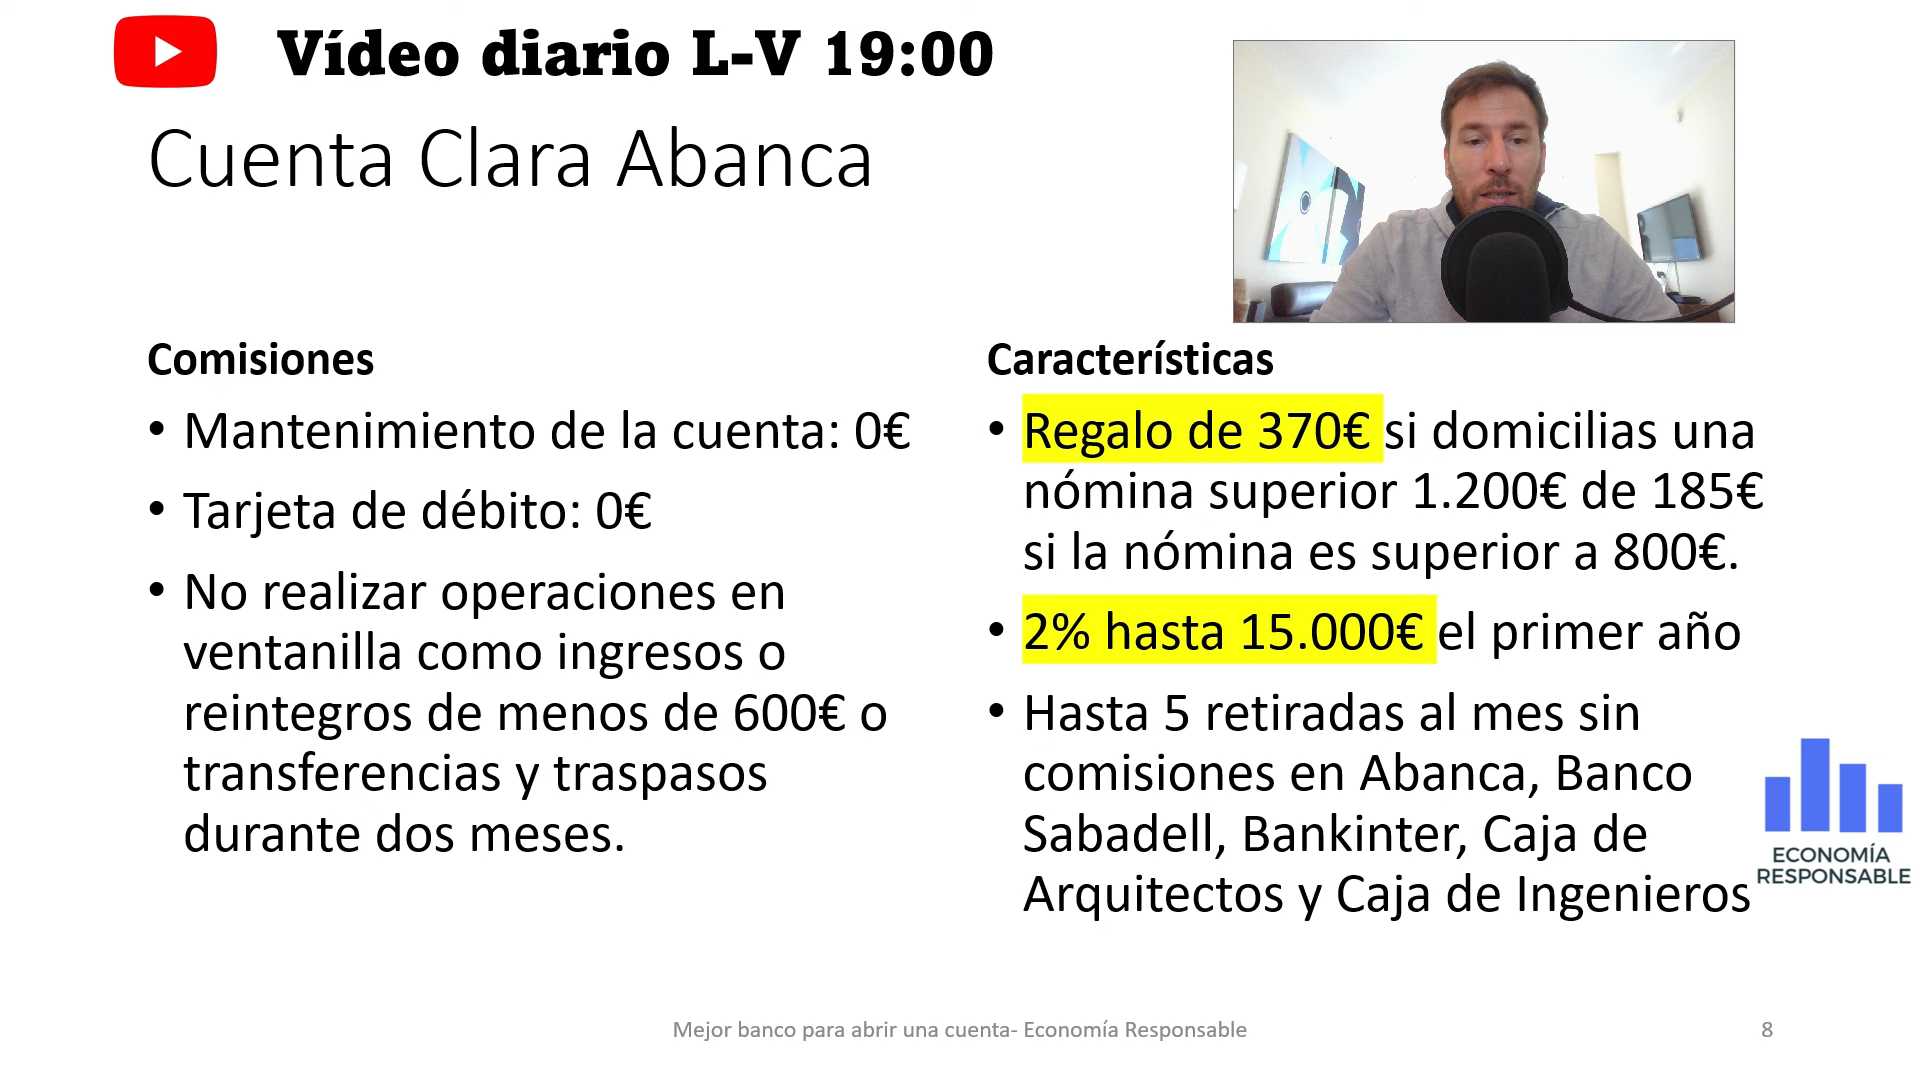 Vídeo diario L-V 19:00
Cuenta Clara Abanca
Comisiones
• Mantenimiento de la cuenta: 0€
• Tarjeta de débito: 0€
• No realizar operaciones en
ventanilla como ingresos o
reintegros de menos de 600€ o
transferencias y traspasos
durante dos meses.
Características
• Regalo de 370€ si domicilias una
nómina superior 1.200€ de 185€
si la nómina es superior a 800€.
• 2% hasta 15.000€ el primer año
• Hasta 5 retiradas al mes sin
comisiones en Abanca, Banco
Sabadell, Bankinter, Caja de
Arquitectos y Caja de Ingenieros
ECONOMÍA
RESPONSABLE
Mejor banco para abrir una cuenta- Economía Responsable
8